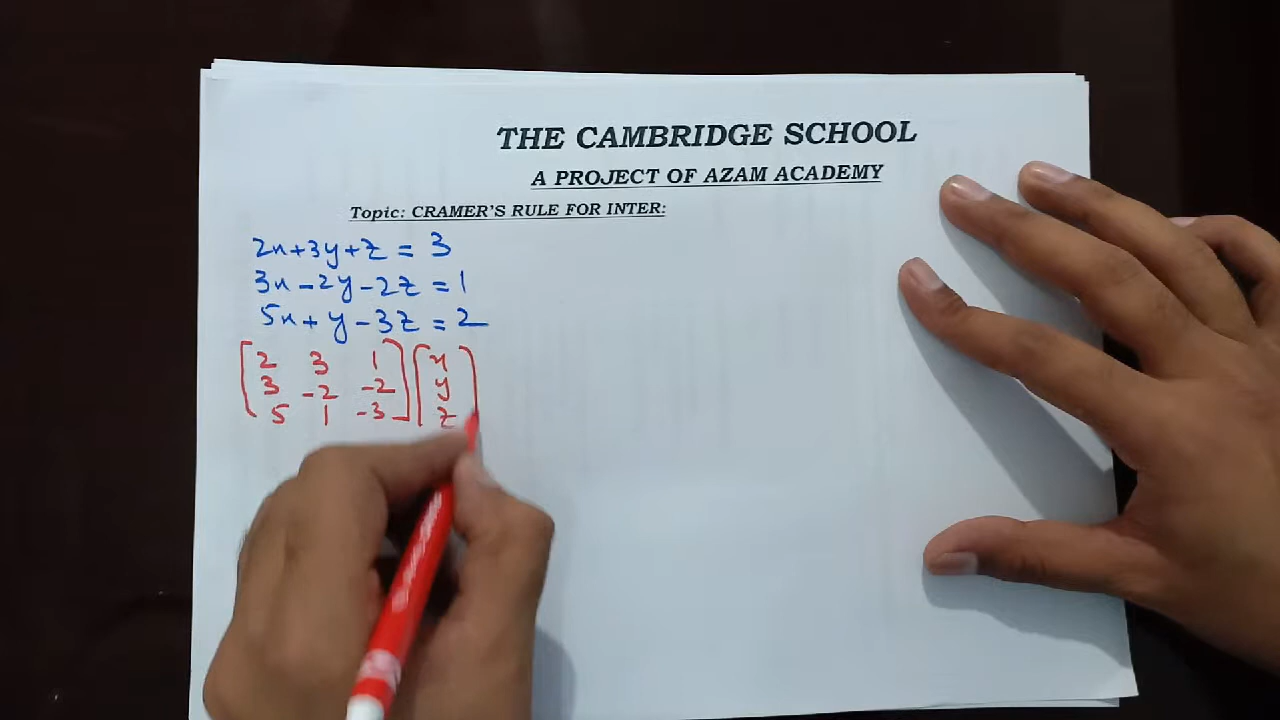 THE CAMBRIDGE SCHOOL
A PROJECT OF AZAM ACADEMY
Topic: CRAMER'S RULE FOR INTER:
2x+3y+z = 3
3x-2y-2z = 1
5x+y-3z = 2
2 3 1 x
3 -2 -2 y
5 1 -3 z